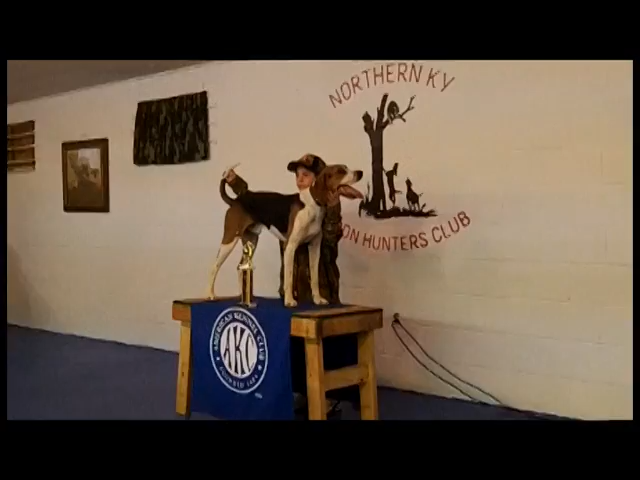 NORTHERN KY
ON HUNTERS CLUB
AMERICAN KENNEL CLUB
AKC